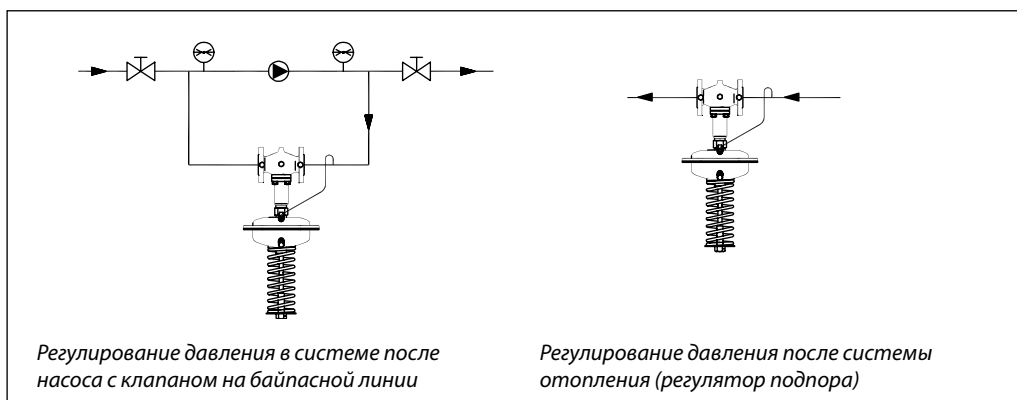 Регулирование давления в системе после
насоса с клапаном на байпасной линии
Регулирование давления после системы
отопления (регулятор подпора)